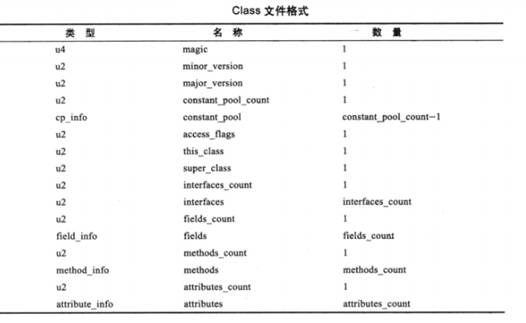 Class 文件格式
类 型 名 称 数 量
u4 magic 1
u2 minor_version 1
u2 major_version 1
u2 constant_pool_count 1
cp_info constant_pool constant_pool_count−1
u2 access_flags 1
u2 this_class 1
u2 super_class 1
u2 interfaces_count 1
u2 interfaces interfaces_count
u2 fields_count 1
field_info fields fields_count
u2 methods_count 1
method_info methods methods_count
u2 attributes_count 1
attribute_info attributes attributes_count